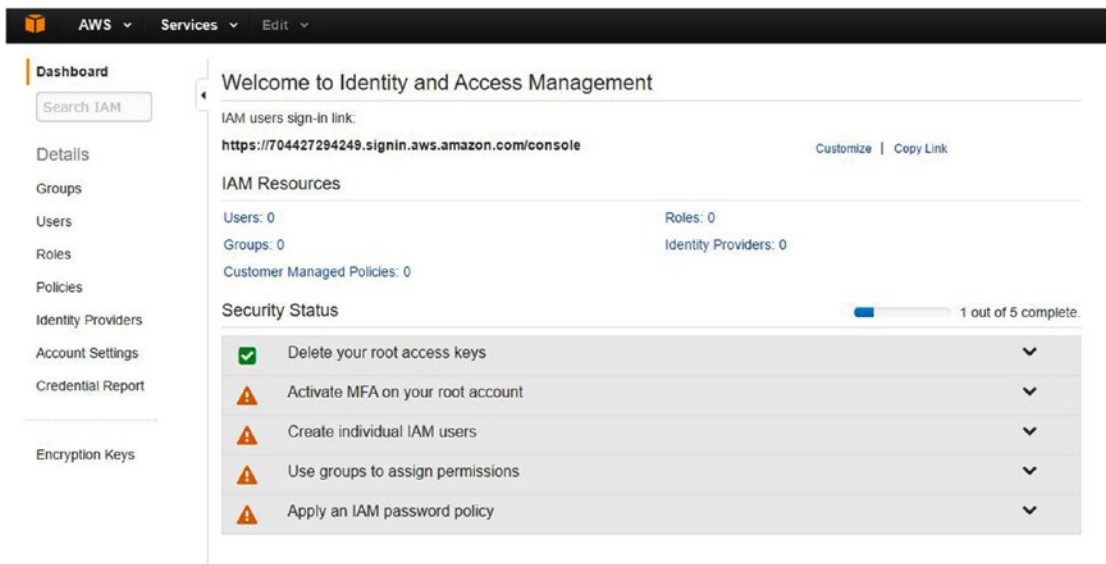 AWS Services Edit
Dashboard
Search IAM
Details
Groups
Users
Roles
Policies
Identity Providers
Account Settings
Credential Report
Encryption Keys
Welcome to Identity and Access Management
IAM users sign-in link:
https://704427294249.signin.aws.amazon.com/console Customize | Copy Link
IAM Resources
Users: 0 Roles: 0
Groups: 0 Identity Providers: 0
Customer Managed Policies: 0
Security Status 1 out of 5 complete.
Delete your root access keys
Activate MFA on your root account
Create individual IAM users
Use groups to assign permissions
Apply an IAM password policy